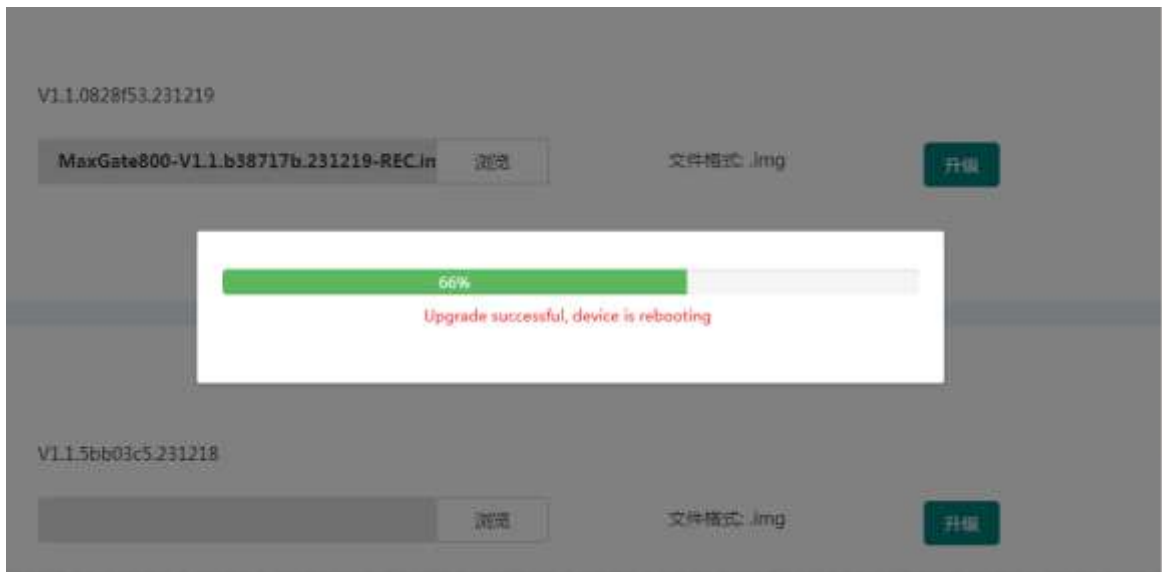 V1.1.0828f53.231219
MaxGate800-V1.1.b38717b.231219-REC.im 浏览 文件格式: .img 升级
66%
Upgrade successful, device is rebooting
V1.1.5bb03c5.231218
浏览 文件格式: .img 升级